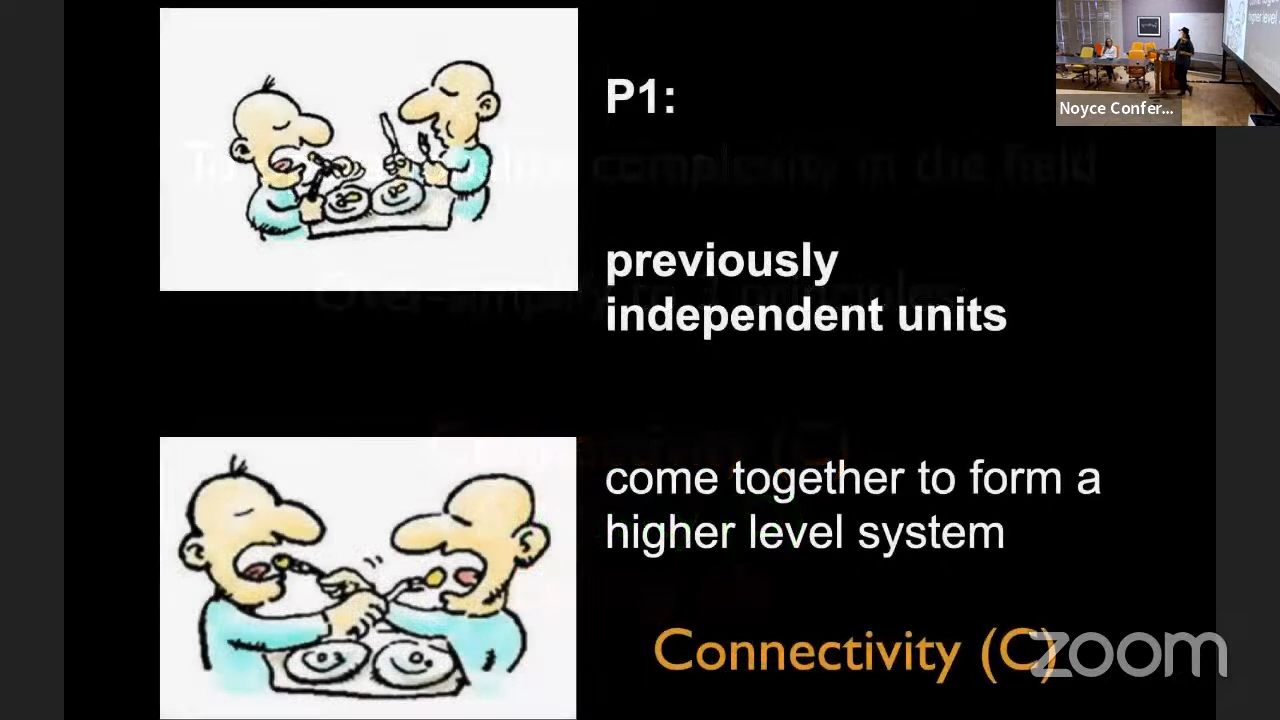 P1:
previously
independent units
come together to form a
higher level system
Connectivity (C)
zoom
Noyce Confer...